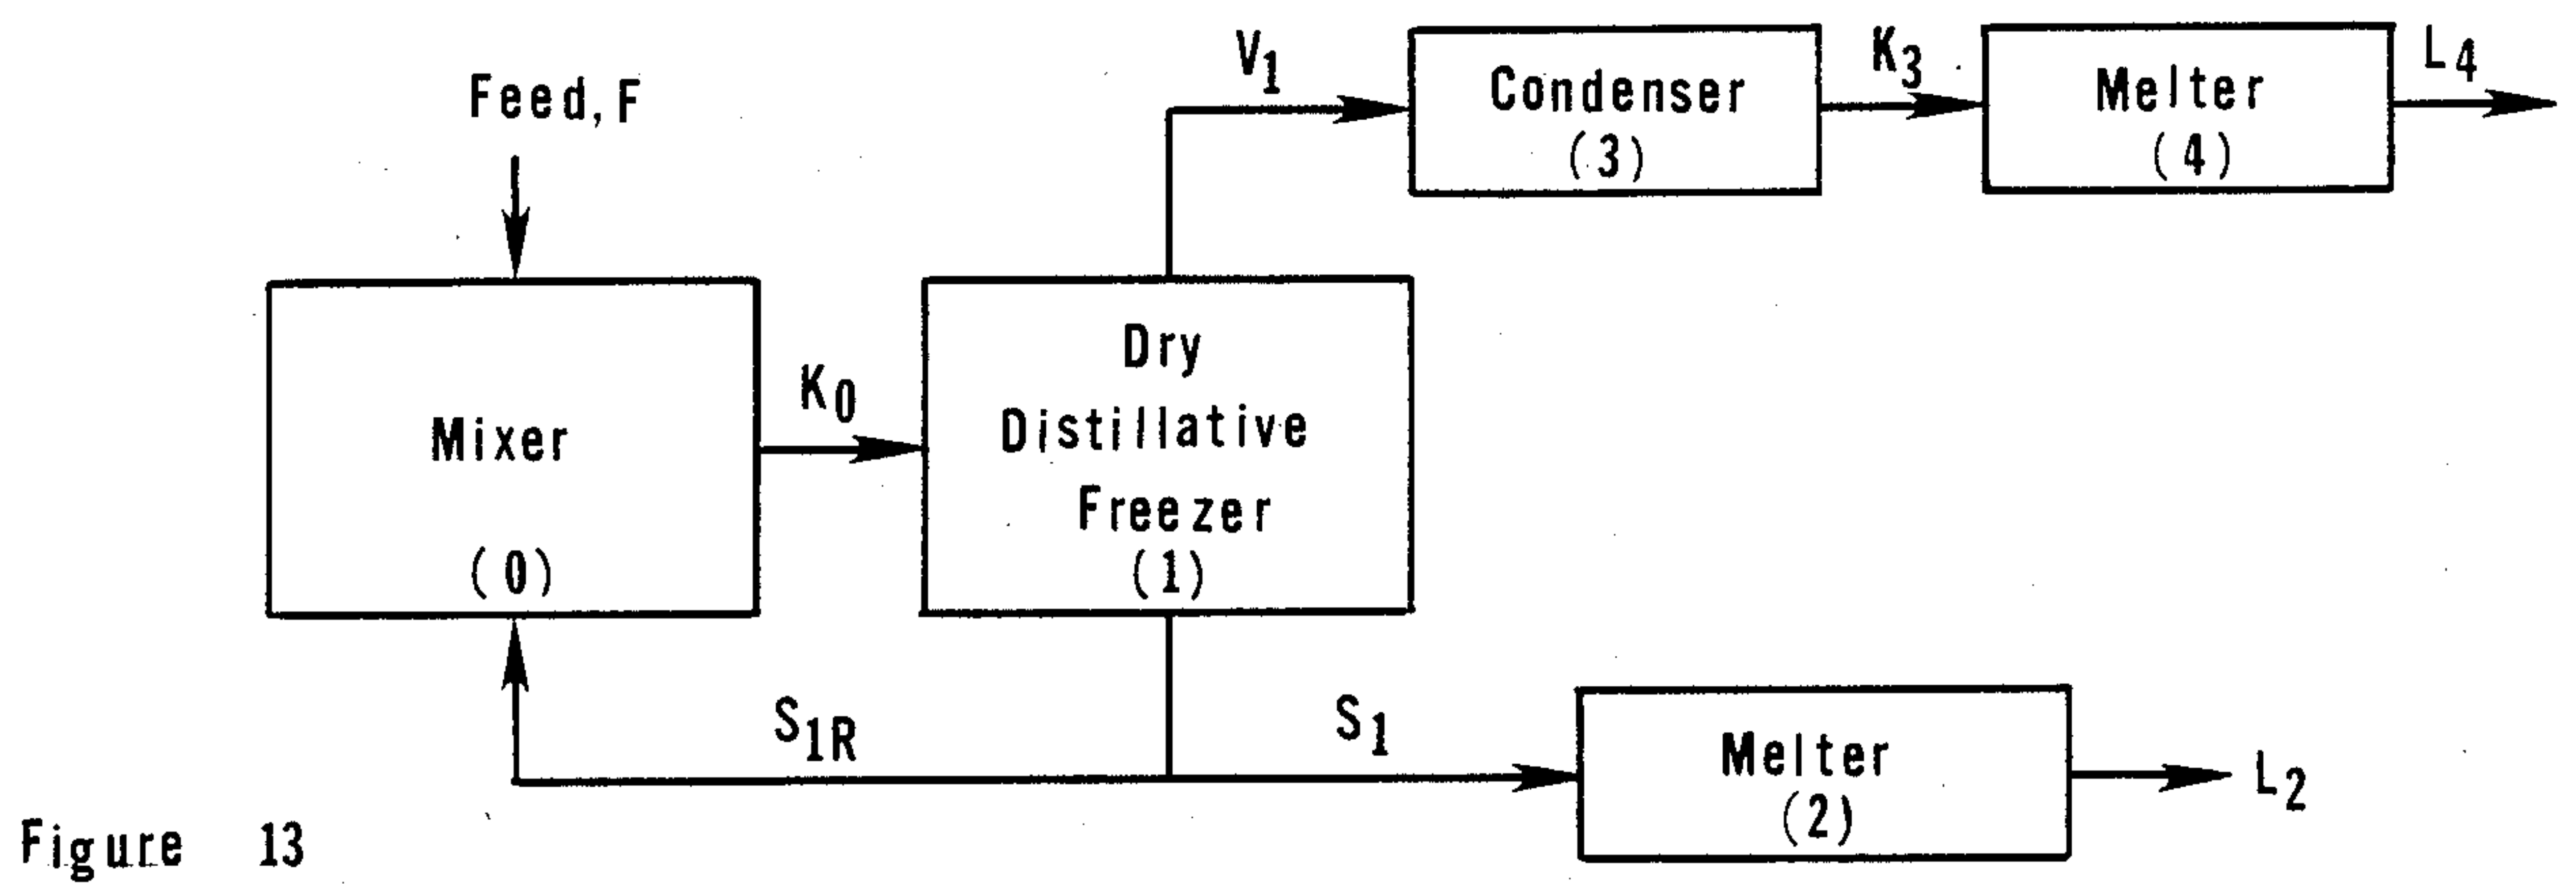 Feed, F
V1
Condenser
(3)
K3
Melter
(4)
L4
Mixer
(0)
K0
Dry
Distillative
Freezer
(1)
S1R
S1
Melter
(2)
L2
Figure 13